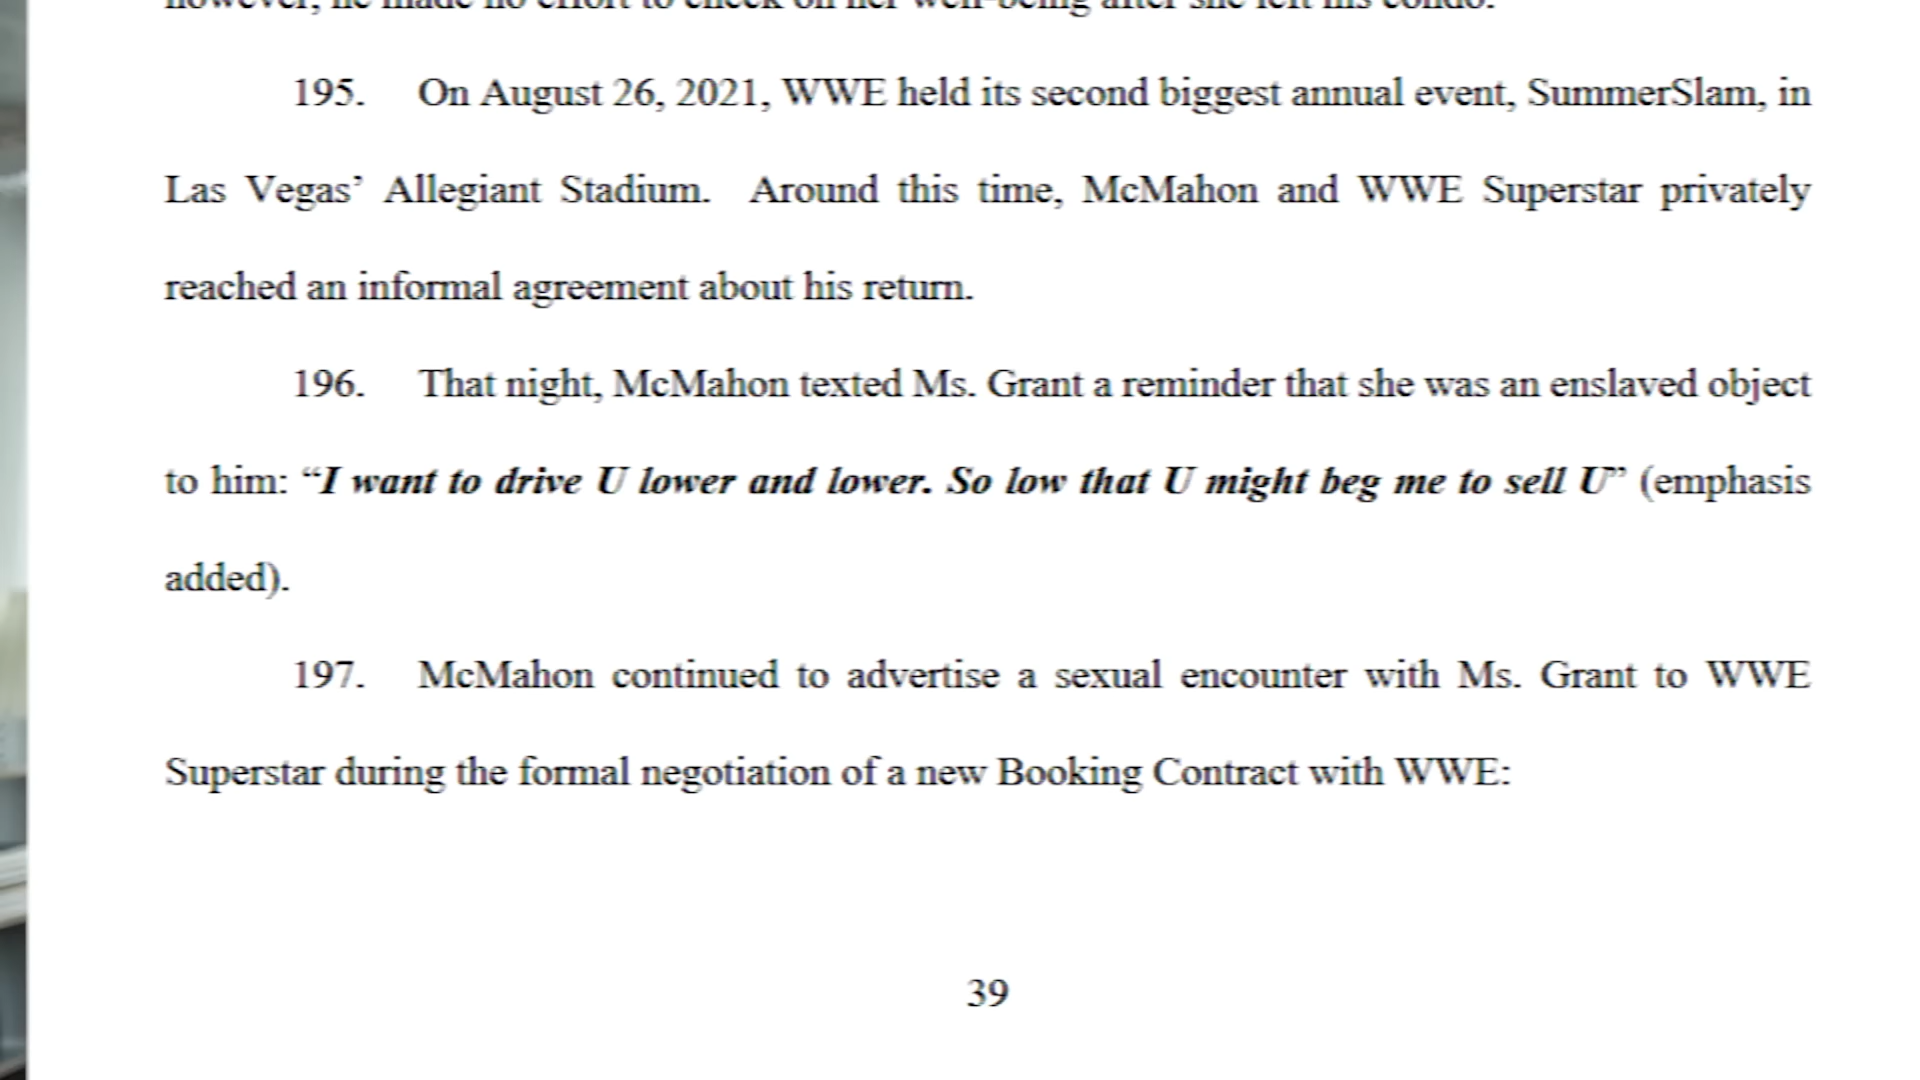 however, he made no effort to check on her well-being after she left his condo.
195. On August 26, 2021, WWE held its second biggest annual event, SummerSlam, in
Las Vegas’ Allegiant Stadium. Around this time, McMahon and WWE Superstar privately
reached an informal agreement about his return.
196. That night, McMahon texted Ms. Grant a reminder that she was an enslaved object
to him: “I want to drive U lower and lower. So low that U might beg me to sell U” (emphasis
added).
197. McMahon continued to advertise a sexual encounter with Ms. Grant to WWE
Superstar during the formal negotiation of a new Booking Contract with WWE:
39